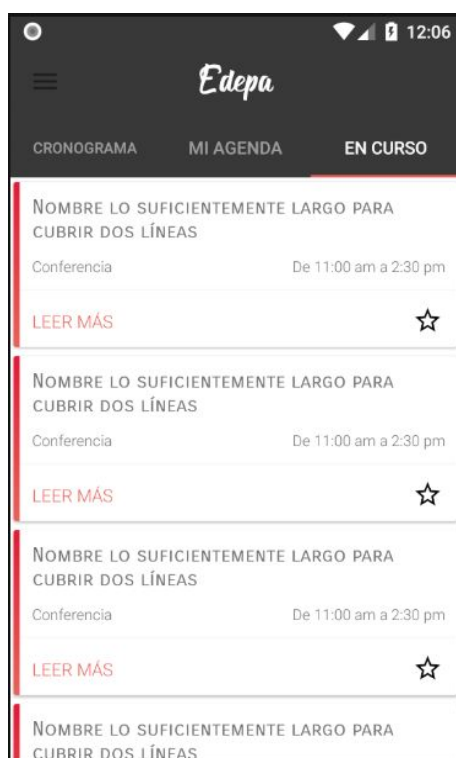 12:06
Edepa
CRONOGRAMA MI AGENDA EN CURSO
NOMBRE LO SUFICIENTEMENTE LARGO PARA
CUBRIR DOS LÍNEAS
Conferencia De 11:00 am a 2:30 pm
LEER MÁS
NOMBRE LO SUFICIENTEMENTE LARGO PARA
CUBRIR DOS LÍNEAS
Conferencia De 11:00 am a 2:30 pm
LEER MÁS
NOMBRE LO SUFICIENTEMENTE LARGO PARA
CUBRIR DOS LÍNEAS
Conferencia De 11:00 am a 2:30 pm
LEER MÁS
NOMBRE LO SUFICIENTEMENTE LARGO PARA
CUBRIR DOS LÍNEAS